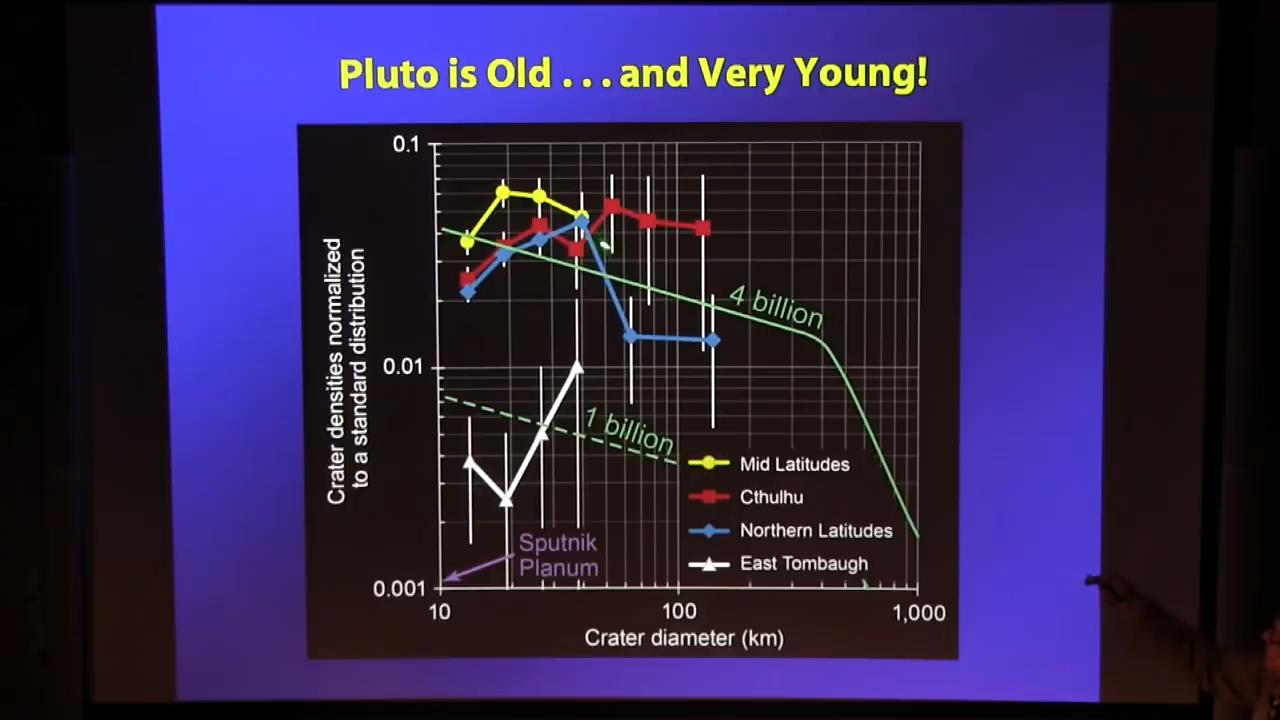 Pluto is Old . . . and Very Young!
Crater densities normalized
to a standard distribution
0.1
0.01
0.001
4 billion
1 billion
Mid Latitudes
Cthulhu
Northern Latitudes
East Tombaugh
Sputnik
Planum
10
100
1,000
Crater diameter (km)